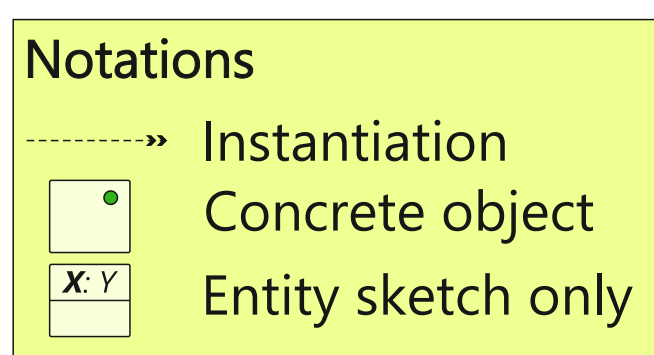 Notations
Instantiation
Concrete object
X: Y Entity sketch only